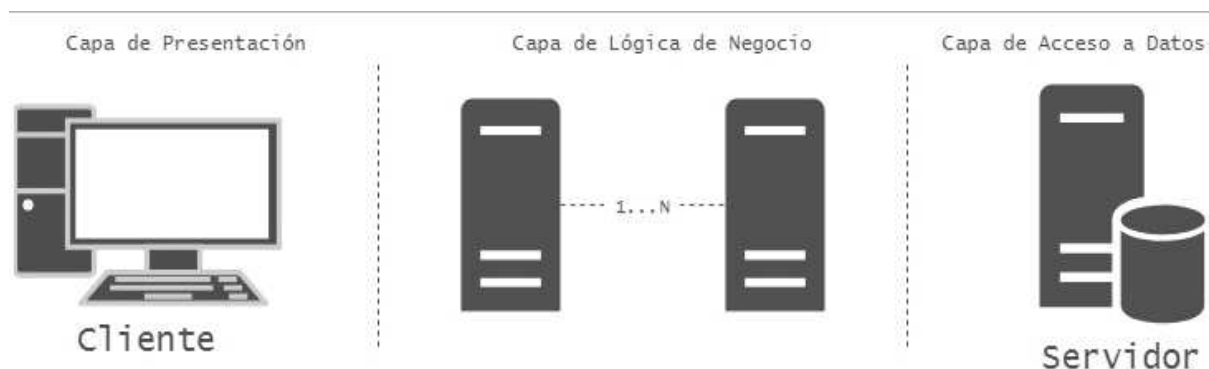 Capa de Presentación
Capa de Lógica de Negocio
Capa de Acceso a Datos
1...N
Cliente
Servidor